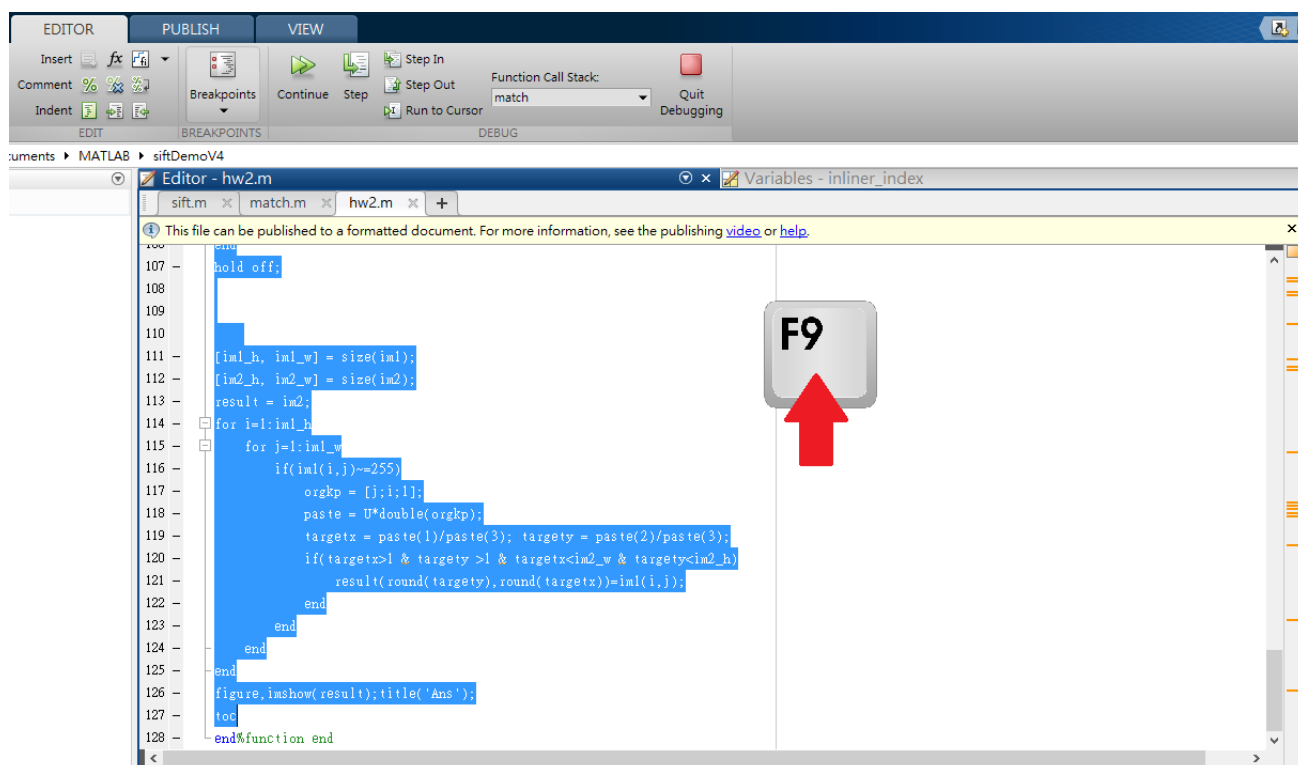 EDITOR PUBLISH VIEW
Insert fx fi
Comment % %
Indent
Breakpoints
Continue
Step
Step In
Step Out
Run to Cursor
Function Call Stack:
match
Quit
Debugging
EDIT BREAKPOINTS DEBUG
cuments MATLAB siftDemoV4
Editor - hw2.m Variables - inliner_index
sift.m match.m hw2.m +
This file can be published to a formatted document. For more information, see the publishing video or help.
106 end
107 – hold off;
108
109
110
111 – [im1_h, im1_w] = size(im1);
112 – [im2_h, im2_w] = size(im2);
113 – result = im2;
114 – for i=1:im1_h
115 – for j=1:im1_w
116 – if(im1(i,j)~=255)
117 – orgkp = [j;i;1];
118 – paste = U*double(orgkp);
119 – targetx = paste(1)/paste(3); targety = paste(2)/paste(3);
120 – if(targetx>1 & targety >1 & targetx<im2_w & targety<im2_h)
121 – result(round(targety),round(targetx))=im1(i,j);
122 – end
123 – end
124 – end
125 – end
126 – figure,imshow(result);title('Ans');
127 – toc
128 – end%function end
F9